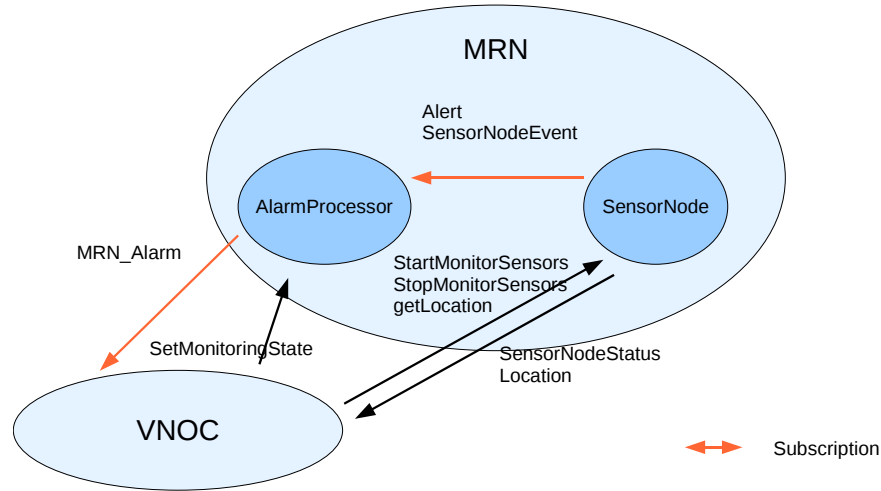 MRN
Alert
SensorNodeEvent
AlarmProcessor
SensorNode
MRN_Alarm
StartMonitorSensors
StopMonitorSensors
getLocation
SetMonitoringState
SensorNodeStatus
Location
VNOC
Subscription